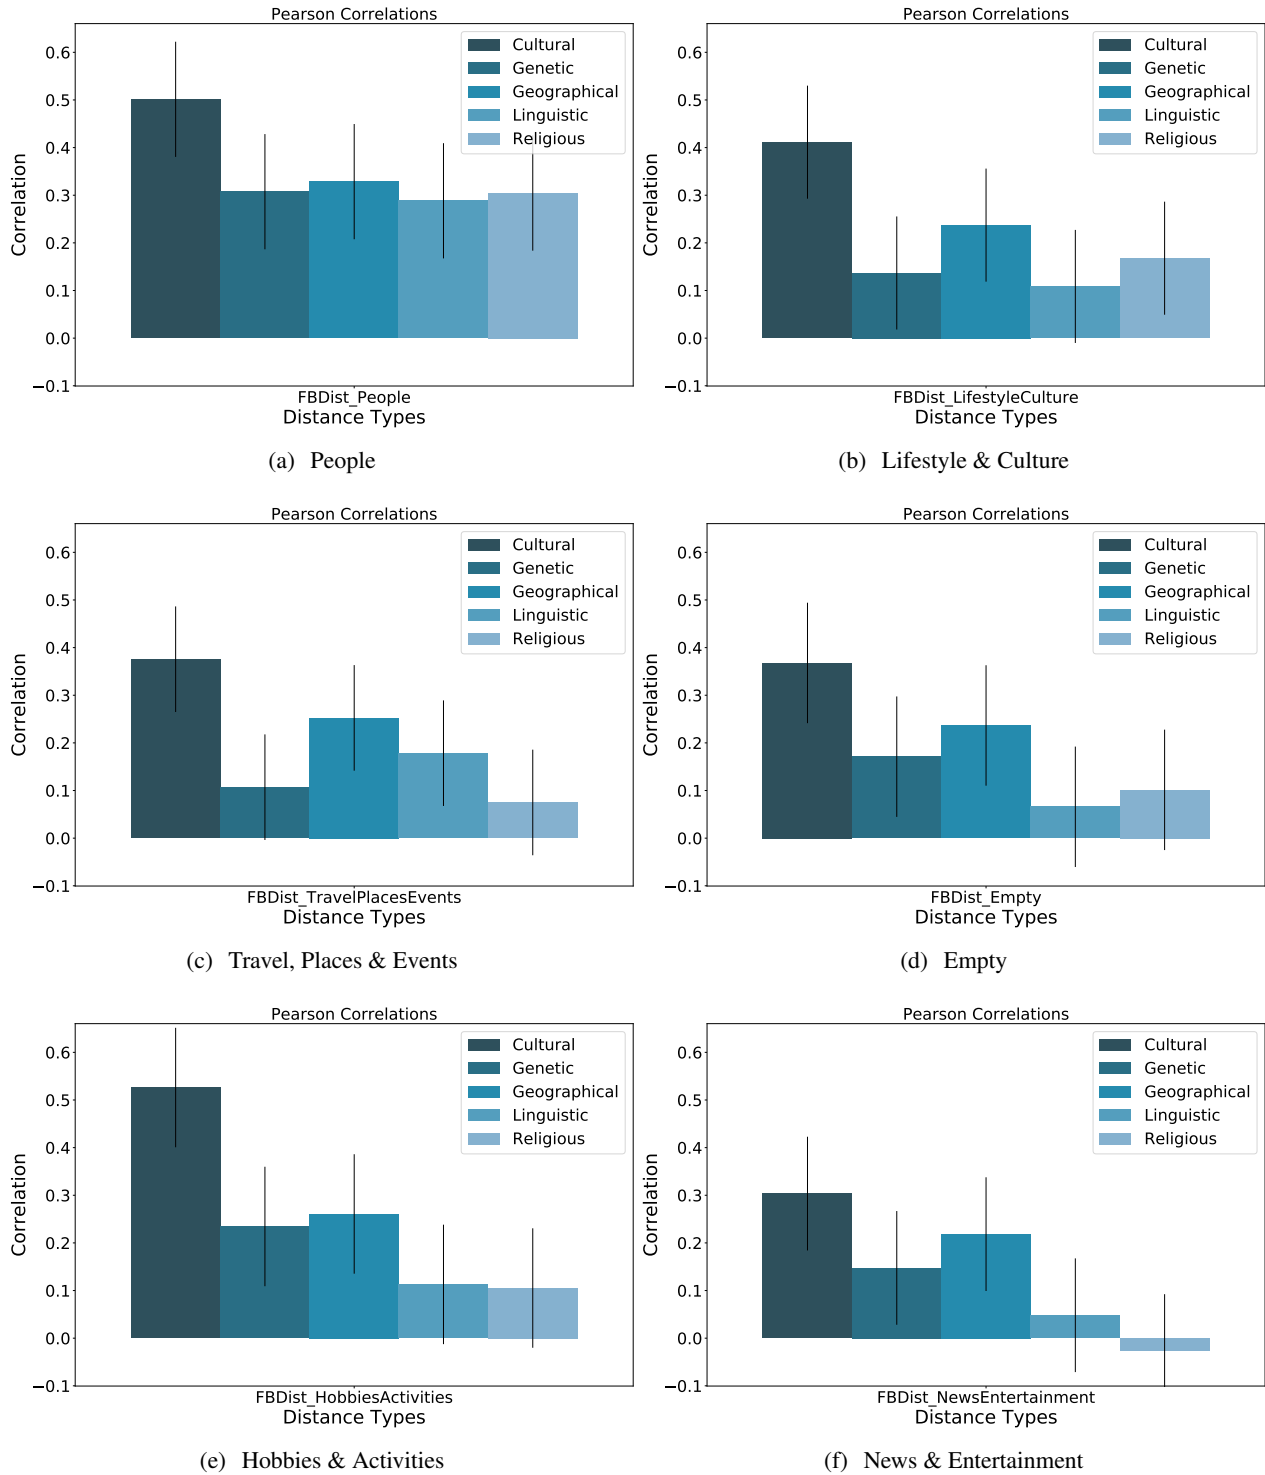 Pearson Correlations
Correlation
0.6
0.5
0.4
0.3
0.2
0.1
0.0
−0.1
Cultural
Genetic
Geographical
Linguistic
Religious
FBDist_People
Distance Types
(a) People
Pearson Correlations
Correlation
0.6
0.5
0.4
0.3
0.2
0.1
0.0
−0.1
Cultural
Genetic
Geographical
Linguistic
Religious
FBDist_LifestyleCulture
Distance Types
(b) Lifestyle & Culture
Pearson Correlations
Correlation
0.6
0.5
0.4
0.3
0.2
0.1
0.0
−0.1
Cultural
Genetic
Geographical
Linguistic
Religious
FBDist_TravelPlacesEvents
Distance Types
(c) Travel, Places & Events
Pearson Correlations
Correlation
0.6
0.5
0.4
0.3
0.2
0.1
0.0
−0.1
Cultural
Genetic
Geographical
Linguistic
Religious
FBDist_Empty
Distance Types
(d) Empty
Pearson Correlations
Correlation
0.6
0.5
0.4
0.3
0.2
0.1
0.0
−0.1
Cultural
Genetic
Geographical
Linguistic
Religious
FBDist_HobbiesActivities
Distance Types
(e) Hobbies & Activities
Pearson Correlations
Correlation
0.6
0.5
0.4
0.3
0.2
0.1
0.0
−0.1
Cultural
Genetic
Geographical
Linguistic
Religious
FBDist_NewsEntertainment
Distance Types
(f) News & Entertainment